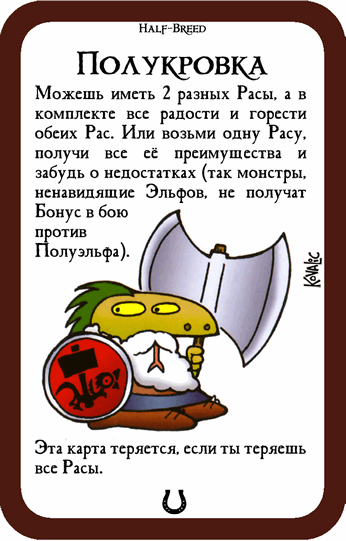 Half-Breed
Полукровка
Можешь иметь 2 разных Расы, а в
комплекте все радости и горести
обеих Рас. Или возьми одну Расу,
получи все её преимущества и
забудь о недостатках (так монстры,
ненавидящие Эльфов, не получат
Бонус в бою
против
Полуэльфа).
Kovalic
Эта карта теряется, если ты теряешь
все Расы.